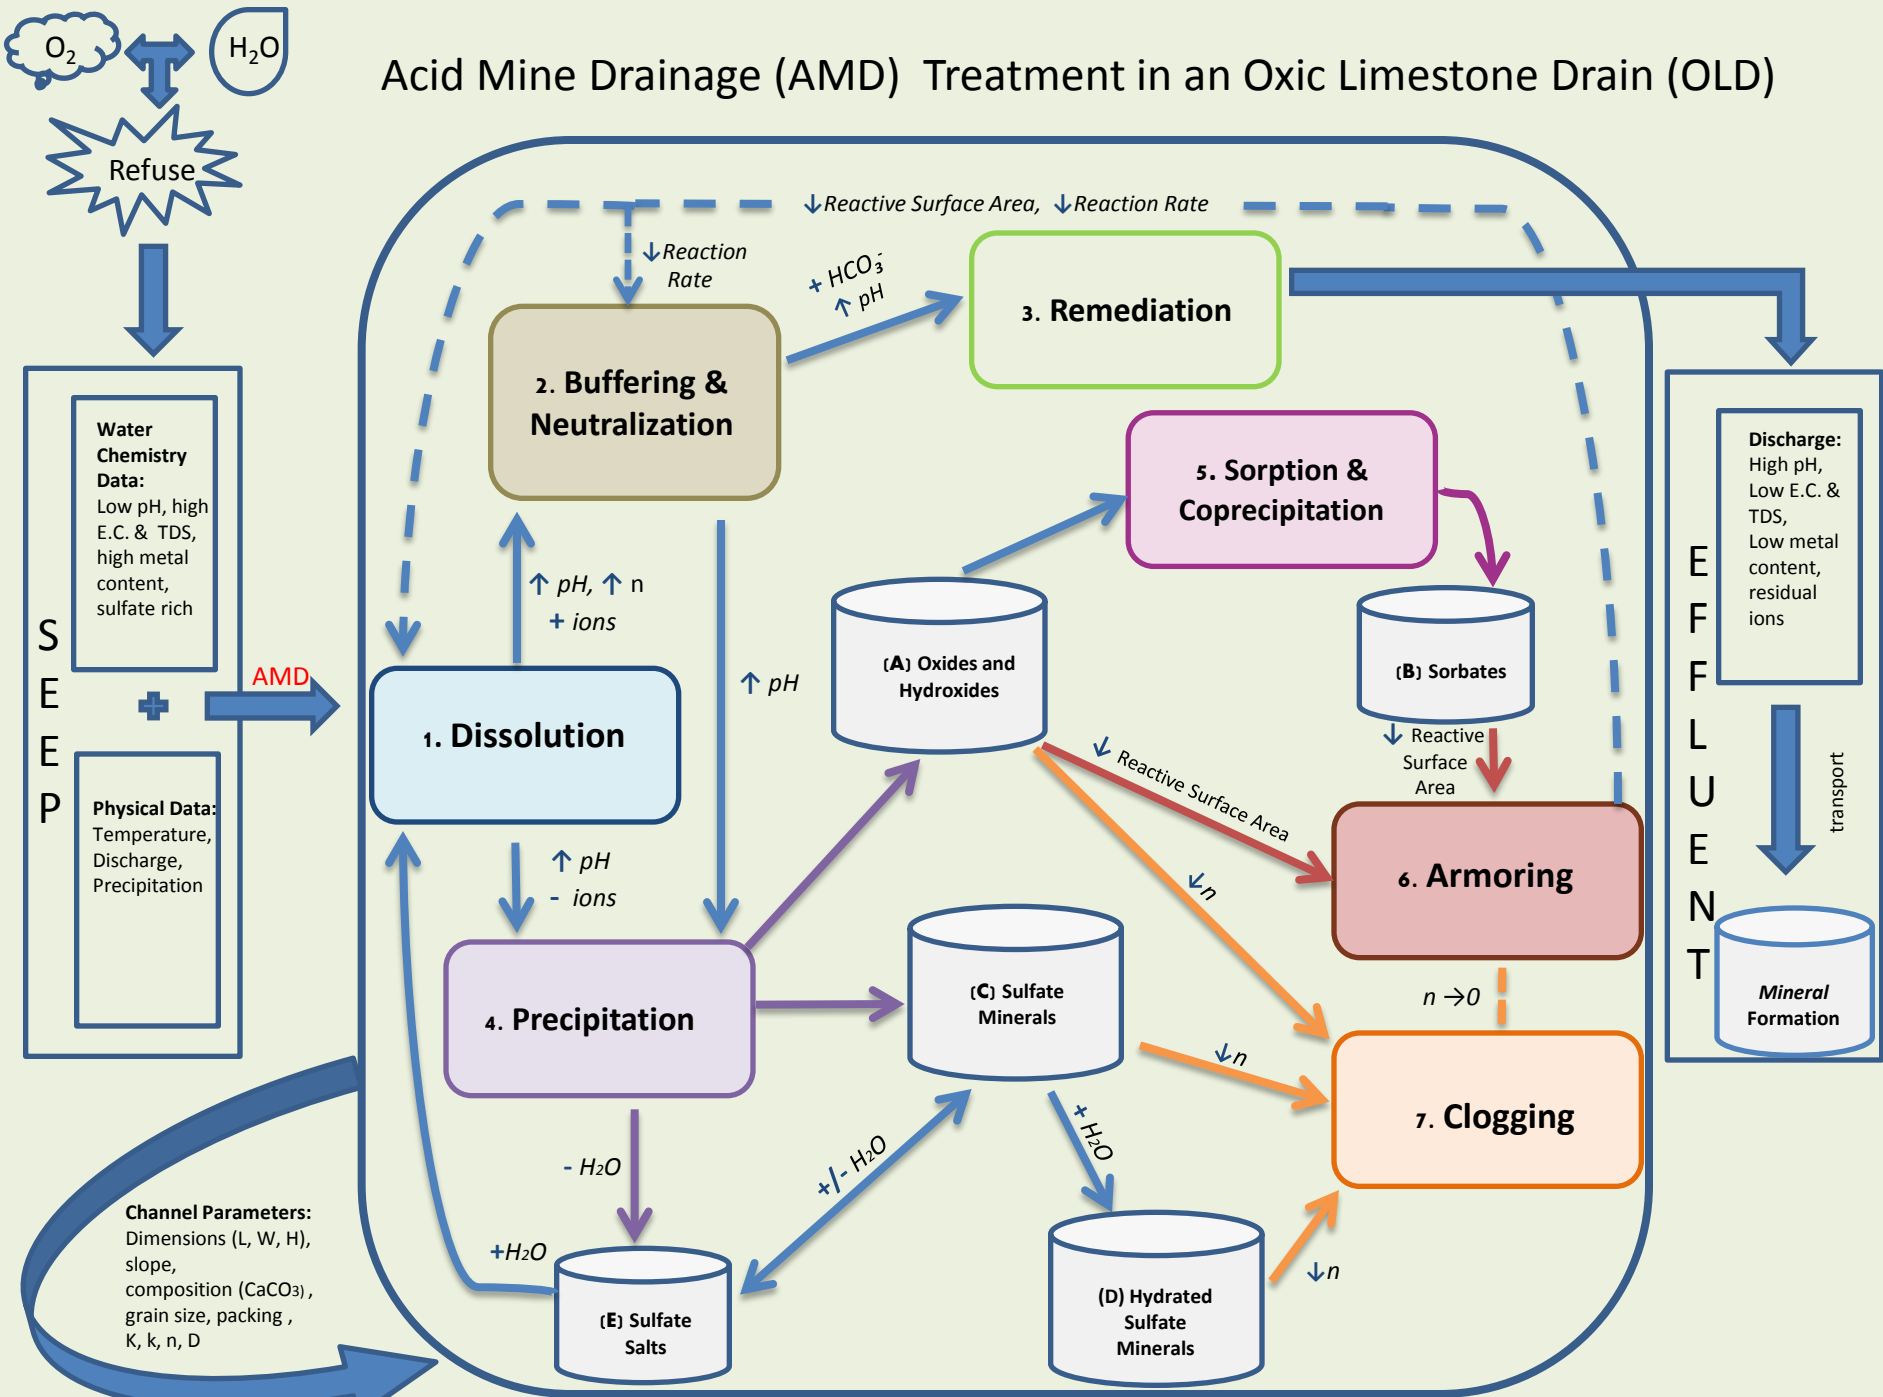 O2
H2O
Acid Mine Drainage (AMD) Treatment in an Oxic Limestone Drain (OLD)
Refuse
SEEP
Water
Chemistry
Data:
Low pH, high
E.C. & TDS,
high metal
content,
sulfate rich
+
Physical Data:
Temperature,
Discharge,
Precipitation
AMD
↓Reactive Surface Area, ↓Reaction Rate
↓Reaction
Rate
2. Buffering &
Neutralization
+ HCO3-
↑ pH
3. Remediation
↑ pH, ↑ n
+ ions
↑ pH
1. Dissolution
↑ pH
- ions
4. Precipitation
5. Sorption &
Coprecipitation
(A) Oxides and
Hydroxides
(B) Sorbates
↓ Reactive
Surface
Area
↓ Reactive Surface Area
↓n
6. Armoring
n →0
(C) Sulfate
Minerals
↓n
7. Clogging
- H2O
+/- H2O
+ H2O
+H2O
↓n
(E) Sulfate
Salts
(D) Hydrated
Sulfate
Minerals
Channel Parameters:
Dimensions (L, W, H),
slope,
composition (CaCO3) ,
grain size, packing ,
K, k, n, D
EFFLUENT
Discharge:
High pH,
Low E.C. &
TDS,
Low metal
content,
residual
ions
transport
Mineral
Formation